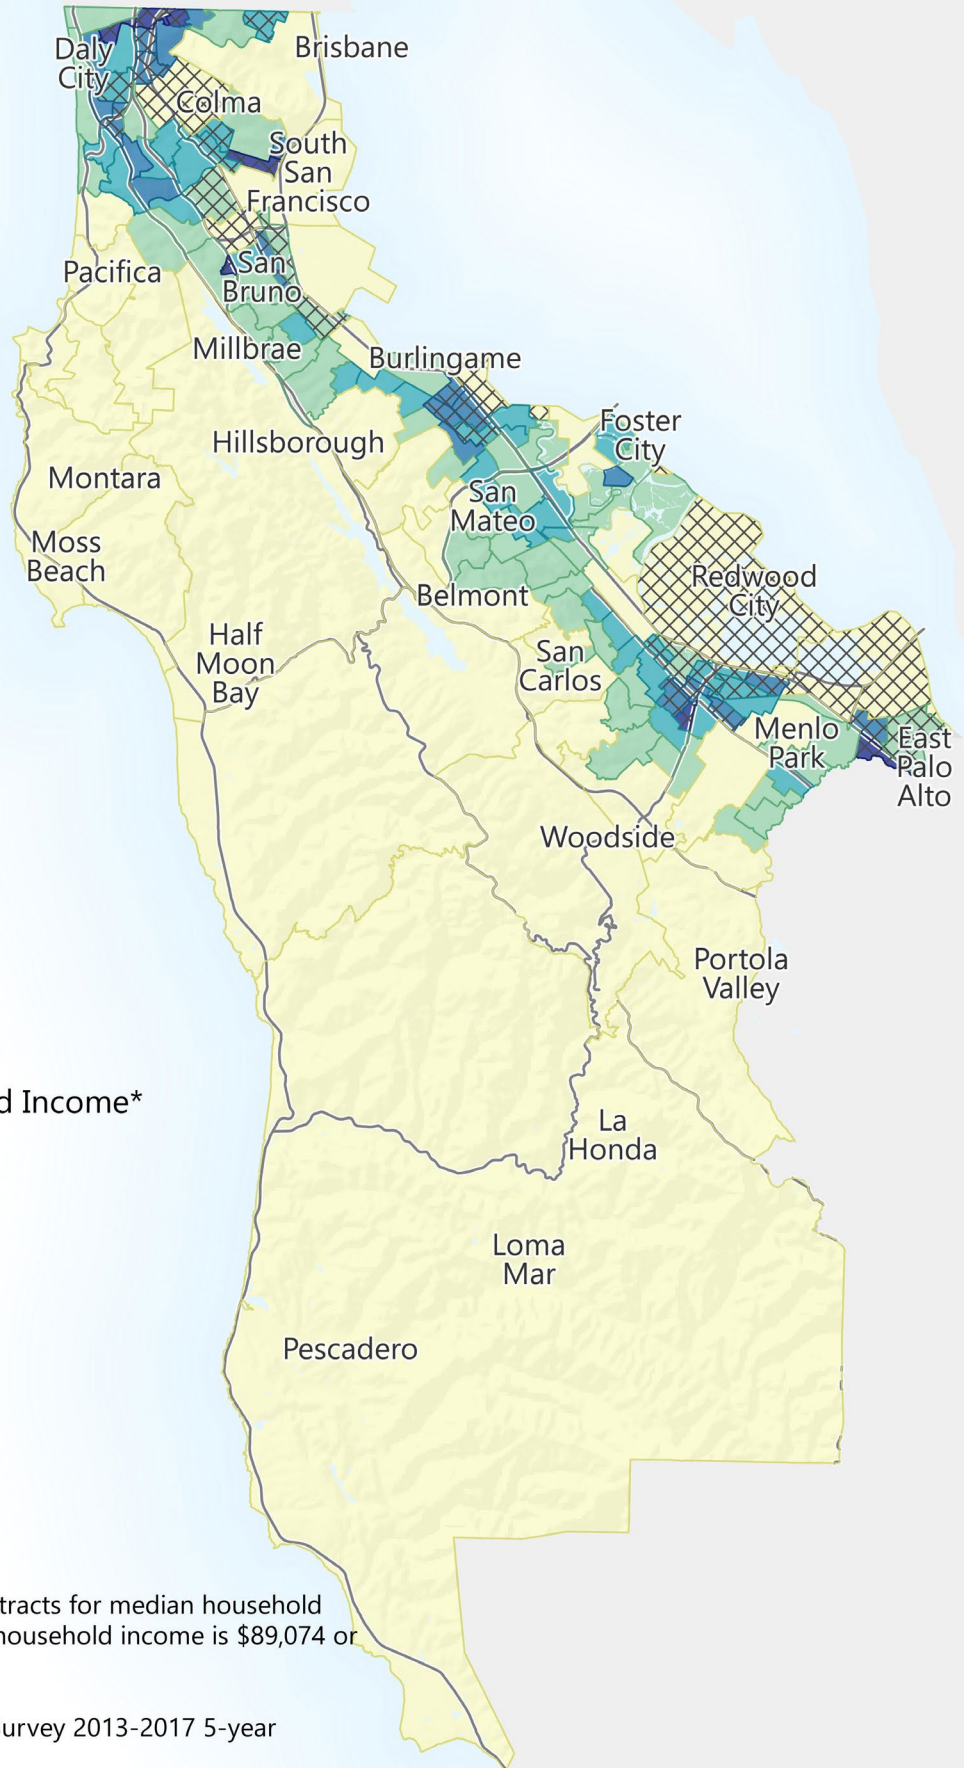 Daly
City
Brisbane
Colma
South
San
Francisco
Pacifica
San
Bruno
Millbrae
Burlingame
Foster
City
Hillsborough
Montara
San
Mateo
Moss
Beach
Redwood
City
Belmont
Half
Moon
Bay
San
Carlos
Menlo
Park
East
Palo
Alto
Woodside
Portola
Valley
d Income*
La
Honda
Loma
Mar
Pescadero
tracts for median household
household income is $89,074 or
urvey 2013-2017 5-year